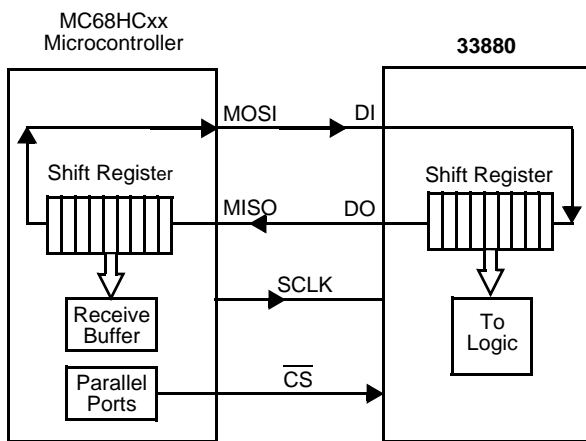 MC68HCxx
Microcontroller
33880
MOSI
DI
Shift Register
Shift Register
MISO
DO
SCLK
Receive
Buffer
To
Logic
Parallel
Ports
CS